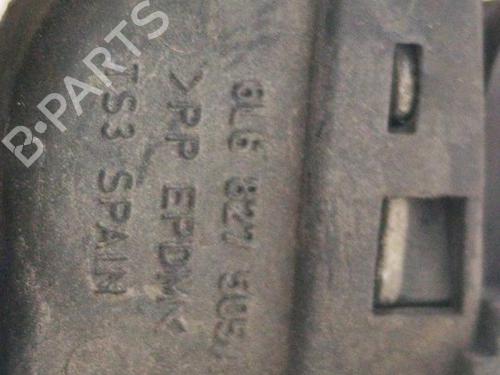 B-PARTS
6L6 827 505
>PP EPDM<
TS3 SPAIN